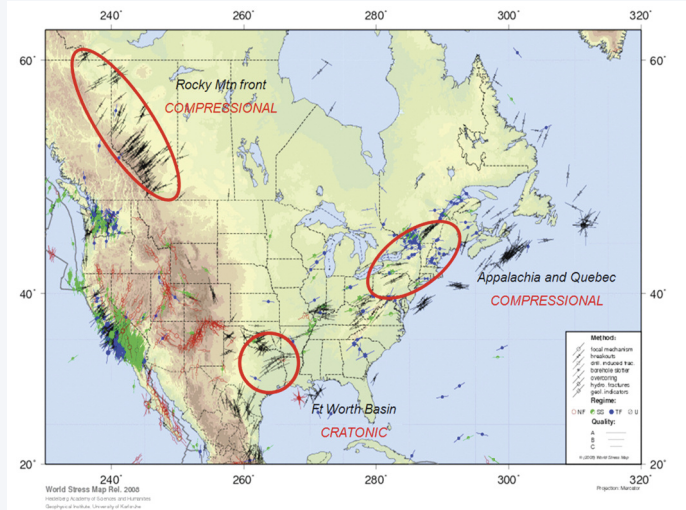 240° 260° 280° 300° 320°
60° 60°
Rocky Mtn front
COMPRESSIONAL
Appalachia and Quebec
COMPRESSIONAL
40° 40°
Method:
focal mechanism
breakouts
drill. induced frac.
borehole slotter
overcoring
hydro. fractures
geol. indicators
Regime:
NF SS TF U
Quality:
A
B
C
(2008) World Stress Map
Ft Worth Basin
CRATONIC
20° 20°
240° 260° 280° 300° 320°
World Stress Map Rel. 2008
Heidelberg Academy of Sciences and Humanities
Geophysical Institute, University of Karlsruhe
Projection: Mercator